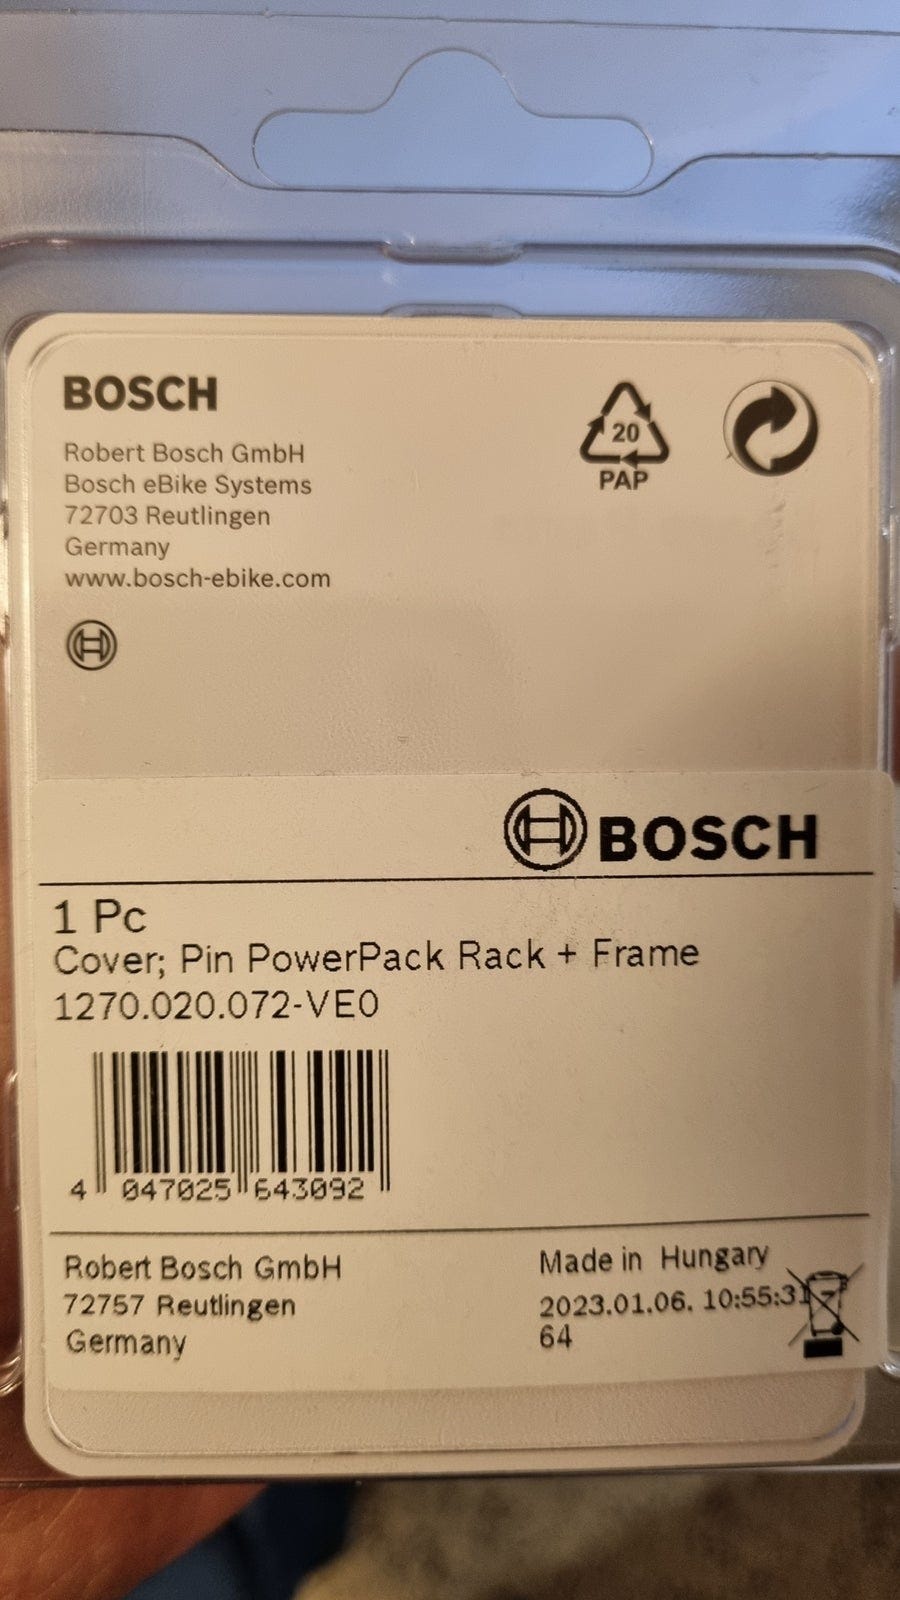 BOSCH
Robert Bosch GmbH
Bosch eBike Systems
72703 Reutlingen
Germany
www.bosch-ebike.com
20
PAP
BOSCH
1 Pc
Cover; Pin PowerPack Rack + Frame
1270.020.072-VE0
4 047025 643092
Robert Bosch GmbH
72757 Reutlingen
Germany
Made in Hungary
2023.01.06. 10:55:31
64